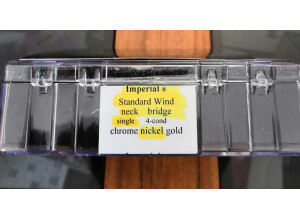 Imperial ®
Standard Wind
neck bridge
single 4-cond
chrome nickel gold